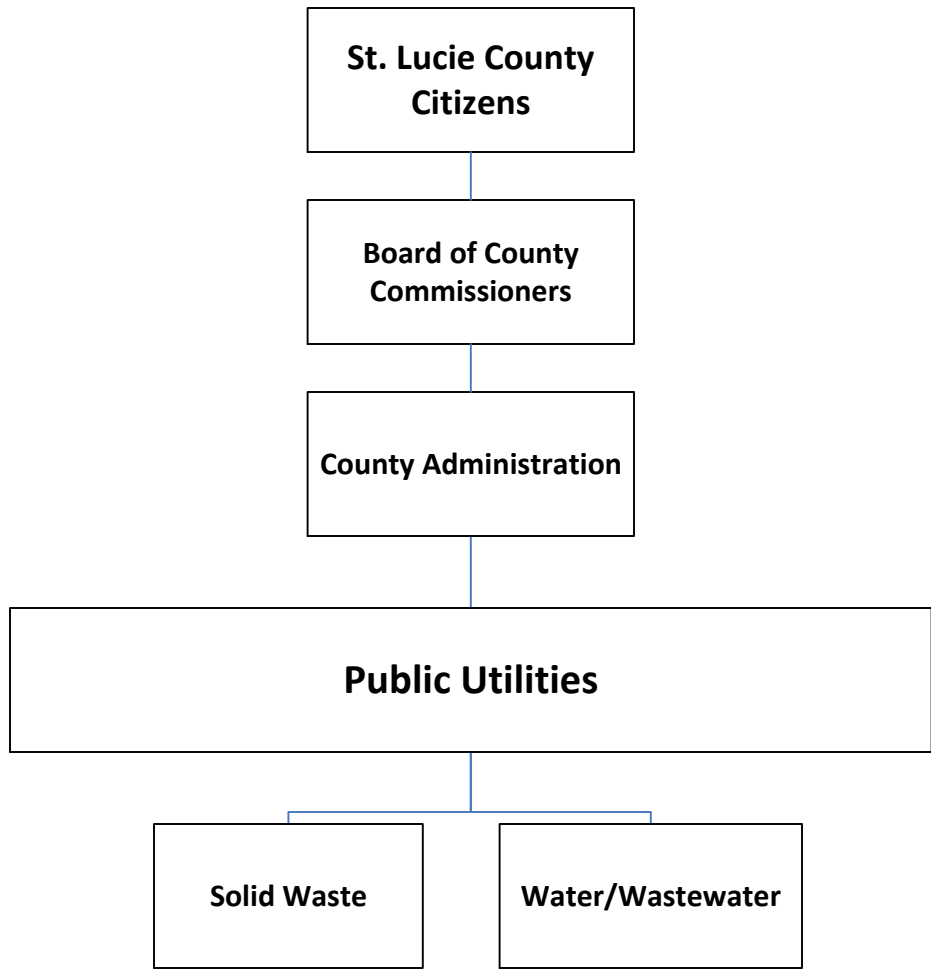 St. Lucie County
Citizens
Board of County
Commissioners
County Administration
Public Utilities
Solid Waste
Water/Wastewater